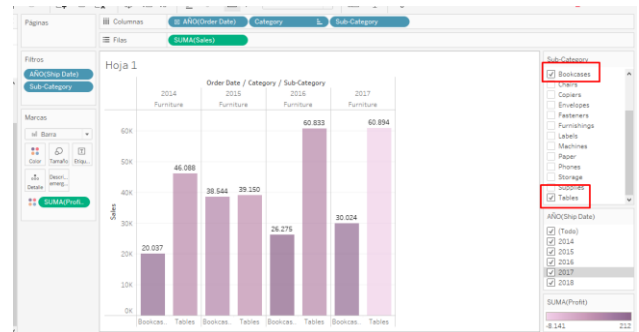 Páginas
Columnas
AÑO(Order Date)
Category
Sub-Category
Filas
SUMA(Sales)
Filtros
AÑO(Ship Date)
Sub-Category
Marcas
Barra
Color
Tamaño
Etiqu...
Detalle
Descri... emerg...
SUMA(Profi..
Hoja 1
Order Date / Category / Sub-Category
2014 2015 2016 2017
Furniture Furniture Furniture Furniture
Sales
60K
50K
40K
30K
20K
10K
0K
20.037
46.088
38.544
39.150
26.275
60.833
30.024
60.894
Bookcas.. Tables Bookcas.. Tables Bookcas.. Tables Bookcas.. Tables
Sub-Category
Bookcases
Chairs
Copiers
Envelopes
Fasteners
Furnishings
Labels
Machines
Paper
Phones
Storage
Supplies
Tables
AÑO(Ship Date)
(Todo)
2014
2015
2016
2017
2018
SUMA(Profit)
-8.141 212